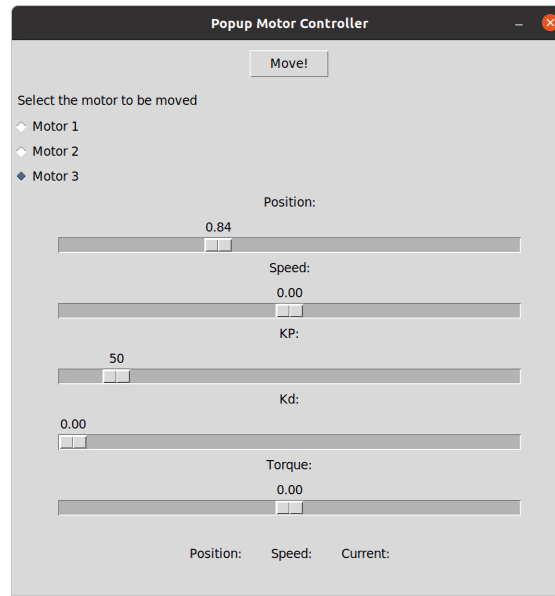 Popup Motor Controller
Move!
Select the motor to be moved
Motor 1
Motor 2
Motor 3
Position:
0.84
Speed:
0.00
KP:
50
Kd:
0.00
Torque:
0.00
Position: Speed: Current: